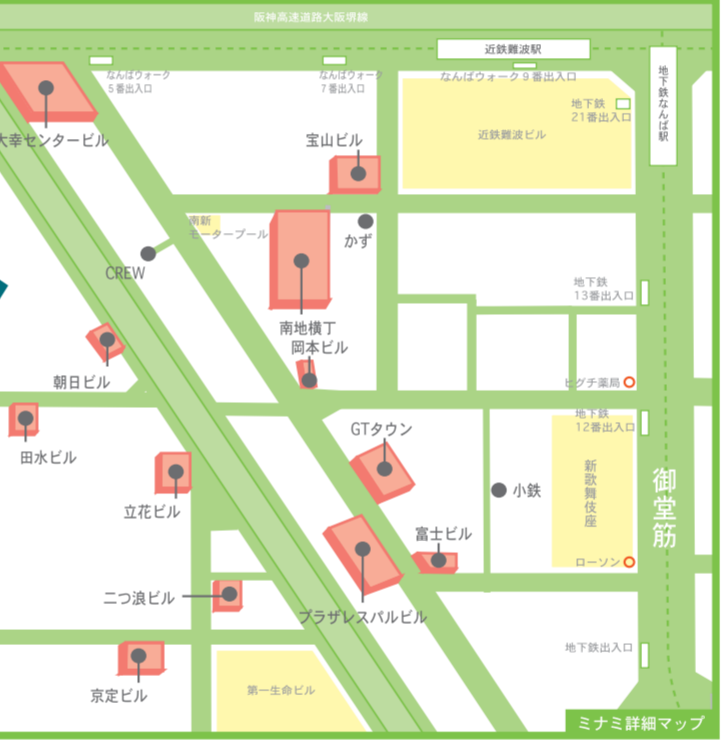 阪神高速道路大阪堺線
近鉄難波駅
なんばウォーク
5番出入口
なんばウォーク
7番出入口
なんばウォーク9番出入口
地下鉄なんば駅
地下鉄
21番出入口
近鉄難波ビル
大幸センタービル
宝山ビル
南新
モータープール
かず
CREW
地下鉄
13番出入口
南地横丁
岡本ビル
朝日ビル
ヒグチ薬局
地下鉄
12番出入口
GTタウン
田水ビル
新歌舞伎座
御堂筋
小鉄
立花ビル
富士ビル
ローソン
二つ浪ビル
プラザレスパルビル
地下鉄出入口
京定ビル
第一生命ビル
ミナミ詳細マップ